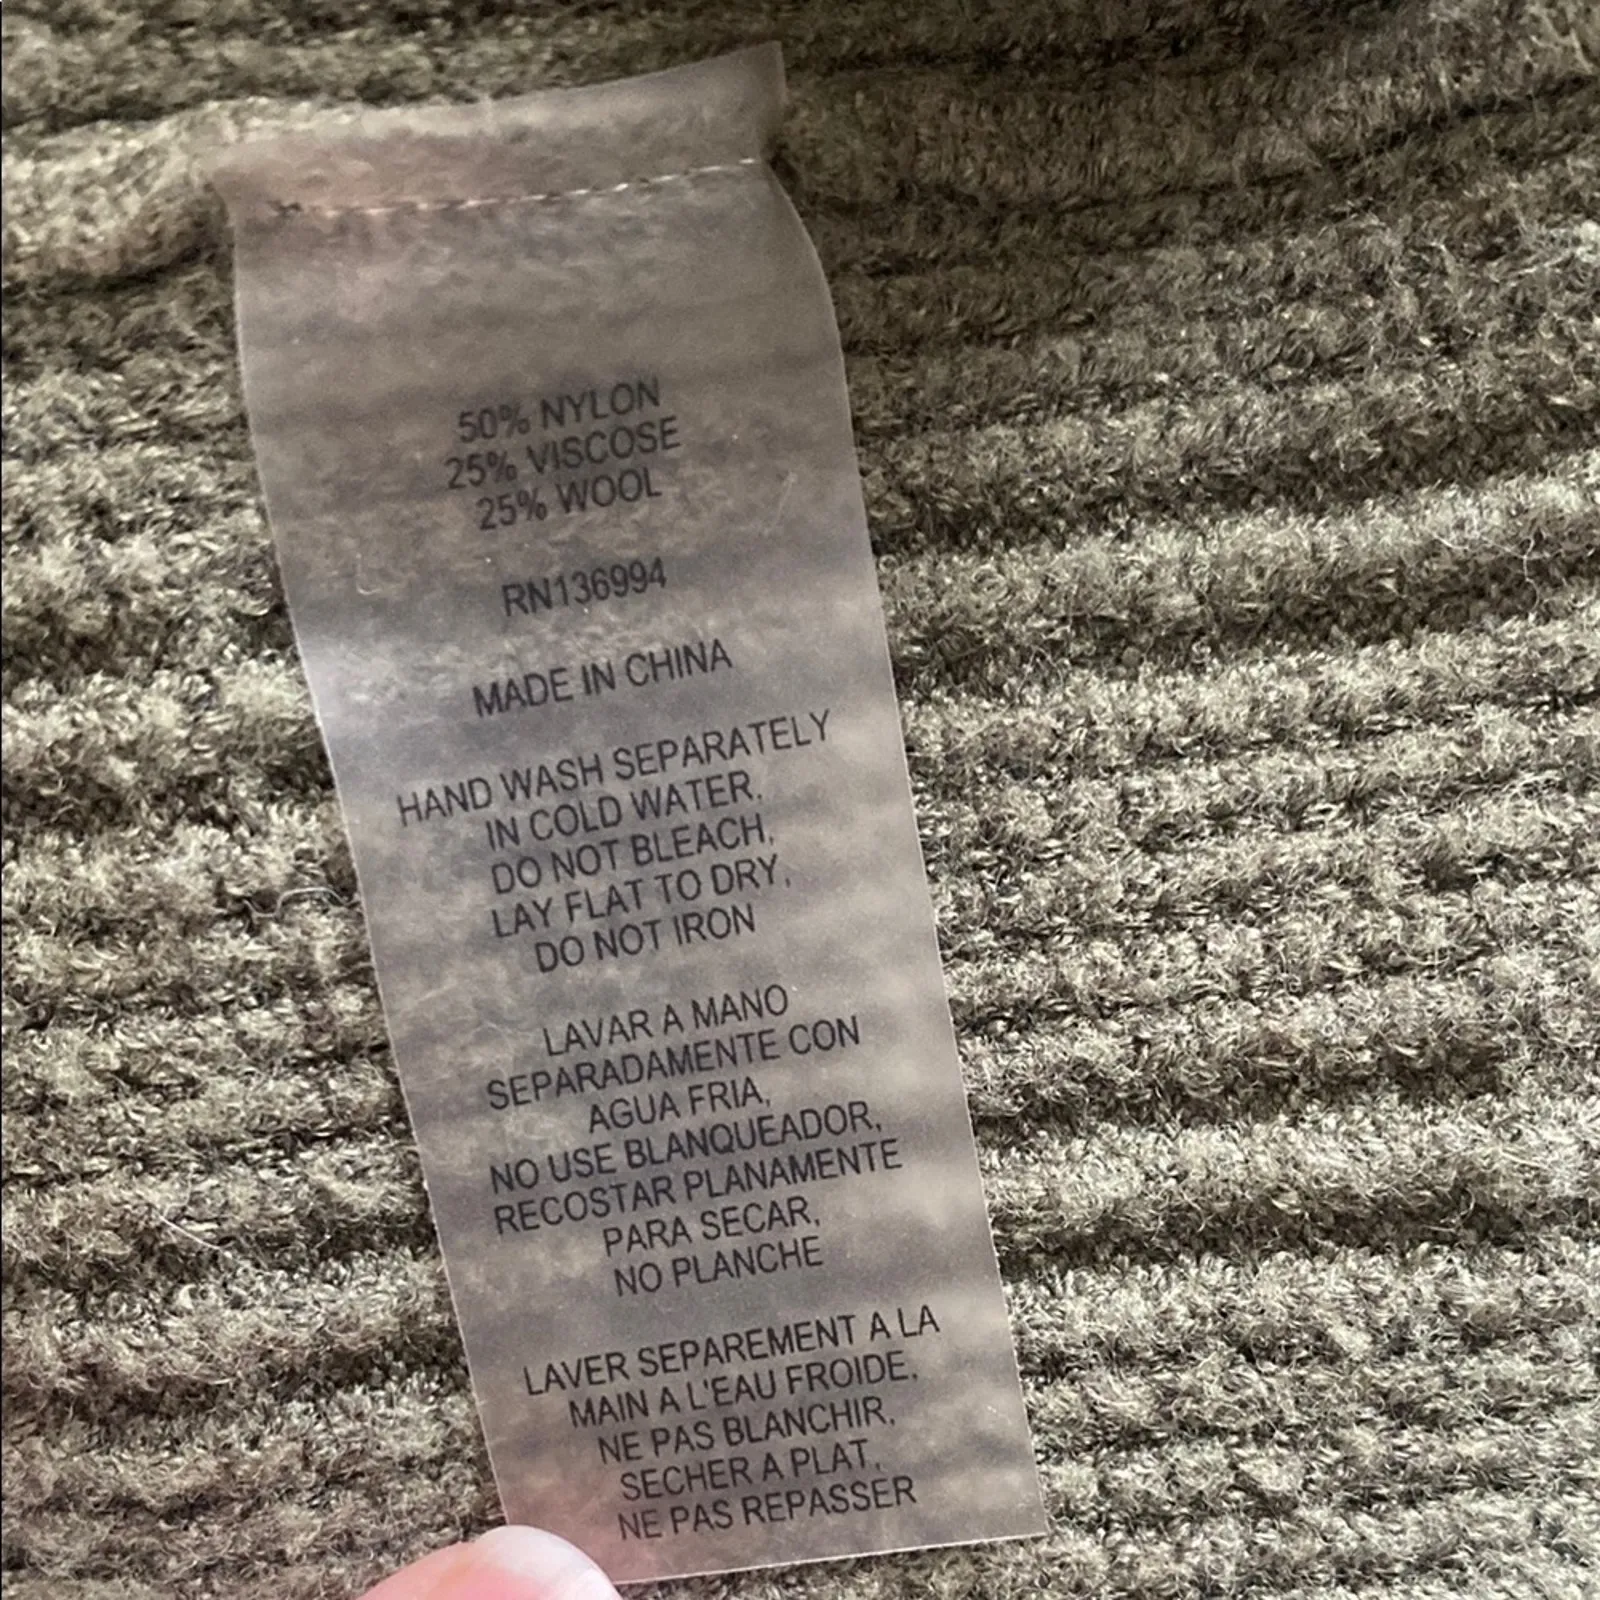 50% NYLON
25% VISCOSE
25% WOOL
RN136994
MADE IN CHINA
HAND WASH SEPARATELY
IN COLD WATER,
DO NOT BLEACH,
LAY FLAT TO DRY,
DO NOT IRON
LAVAR A MANO
SEPARADAMENTE CON
AGUA FRIA,
NO USE BLANQUEADOR,
RECOSTAR PLANAMENTE
PARA SECAR,
NO PLANCHE
LAVER SEPAREMENT A LA
MAIN A L'EAU FROIDE,
NE PAS BLANCHIR,
SECHER A PLAT,
NE PAS REPASSER